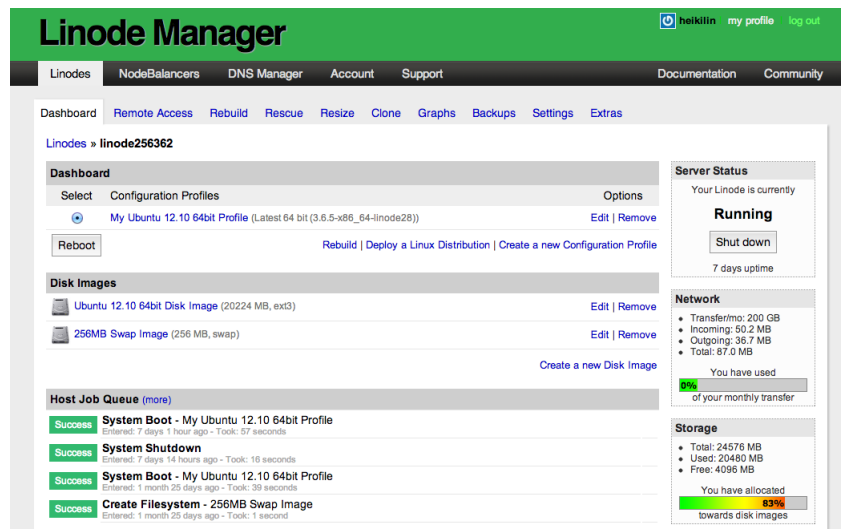 Linode Manager
heikilin my profile log out
Linodes NodeBalancers DNS Manager Account Support Documentation Community
Dashboard Remote Access Rebuild Rescue Resize Clone Graphs Backups Settings Extras
Linodes » linode256362
Dashboard
Select Configuration Profiles Options
My Ubuntu 12.10 64bit Profile (Latest 64 bit (3.6.5-x86_64-linode28)) Edit | Remove
Reboot Rebuild | Deploy a Linux Distribution | Create a new Configuration Profile
Disk Images
Ubuntu 12.10 64bit Disk Image (20224 MB, ext3) Edit | Remove
256MB Swap Image (256 MB, swap) Edit | Remove
Create a new Disk Image
Host Job Queue (more)
Success System Boot - My Ubuntu 12.10 64bit Profile
Entered: 7 days 1 hour ago - Took: 57 seconds
Success System Shutdown
Entered: 7 days 14 hours ago - Took: 16 seconds
Success System Boot - My Ubuntu 12.10 64bit Profile
Entered: 1 month 25 days ago - Took: 39 seconds
Success Create Filesystem - 256MB Swap Image
Entered: 1 month 25 days ago - Took: 1 second
Server Status
Your Linode is currently
Running
Shut down
7 days uptime
Network
Transfer/mo: 200 GB
Incoming: 50.2 MB
Outgoing: 36.7 MB
Total: 87.0 MB
You have used
0%
of your monthly transfer
Storage
Total: 24576 MB
Used: 20480 MB
Free: 4096 MB
You have allocated
83%
towards disk images